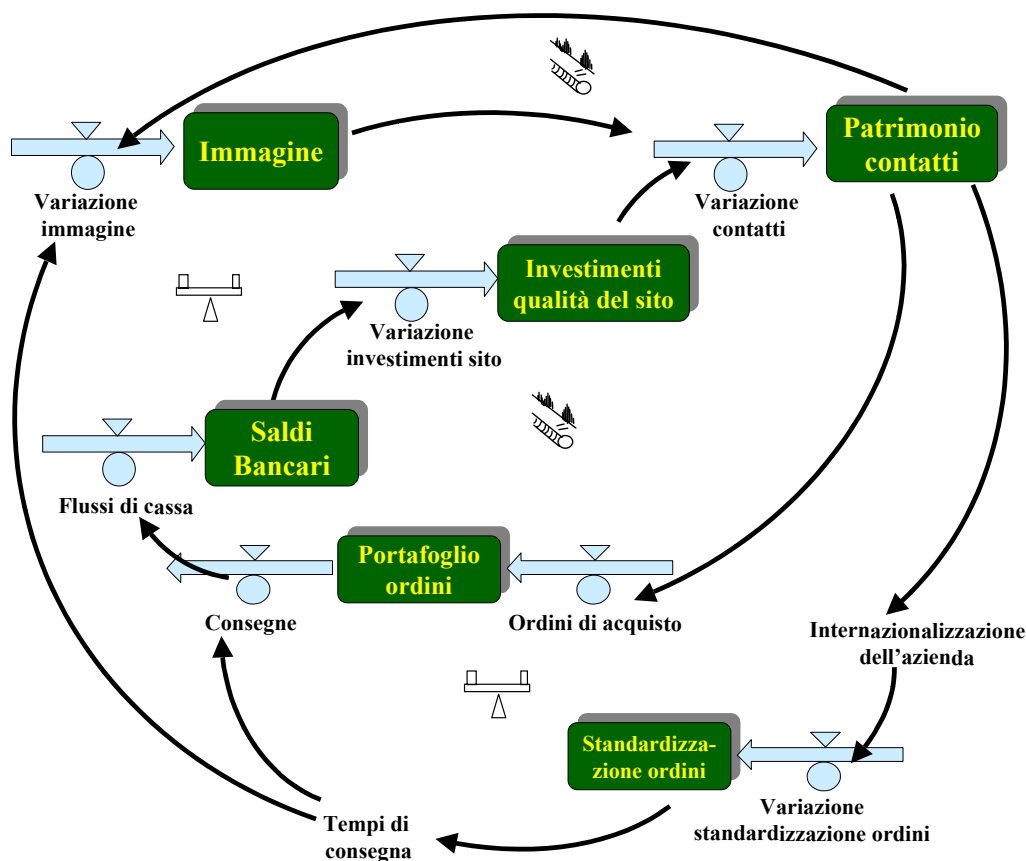 Immagine
Patrimonio
contatti
Variazione
immagine
Variazione
contatti
Investimenti
qualità del sito
Variazione
investimenti sito
Saldi
Bancari
Flussi di cassa
Portafoglio
ordini
Consegne
Ordini di acquisto
Internazionalizzazione
dell’azienda
Standardizza-
azione ordini
Variazione
standardizzazione ordini
Tempi di
consegna